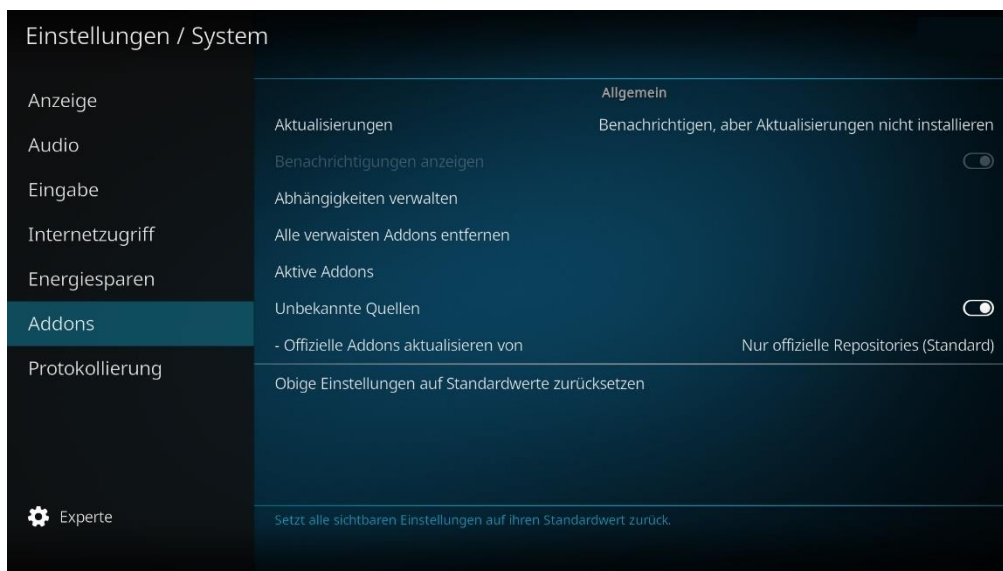 Einstellungen / System
Anzeige
Audio
Eingabe
Internetzugriff
Energiesparen
Addons
Protokollierung
Experte
Allgemein
Aktualisierungen Benachrichtigen, aber Aktualisierungen nicht installieren
Benachrichtigungen anzeigen
Abhängigkeiten verwalten
Alle verwaisten Addons entfernen
Aktive Addons
Unbekannte Quellen
- Offizielle Addons aktualisieren von Nur offizielle Repositories (Standard)
Obige Einstellungen auf Standardwerte zurücksetzen
Setzt alle sichtbaren Einstellungen auf ihren Standardwert zurück.